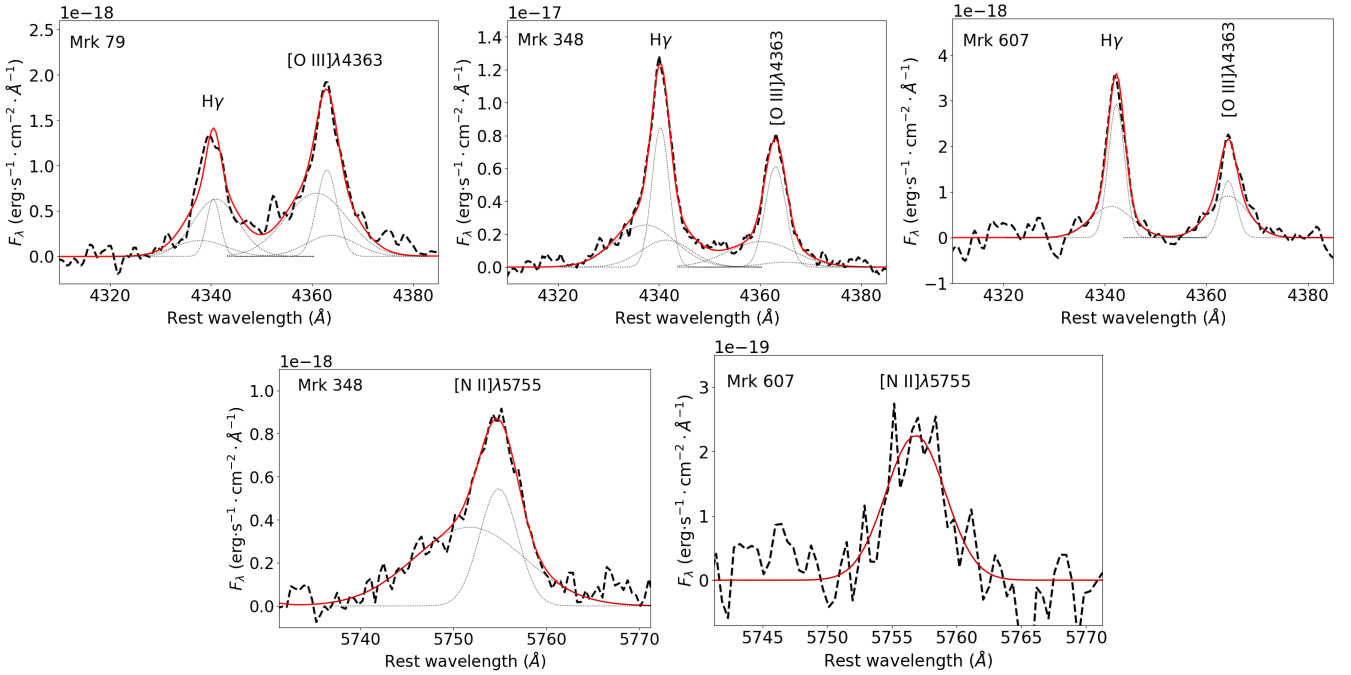 1e−18
Mrk 79
Hγ
[O III]λ4363
2.5
2.0
1.5
1.0
0.5
0.0
Fλ (erg·s⁻¹ · cm⁻² · Å⁻¹)
4320 4340 4360 4380
Rest wavelength (Å)
1e−17
Mrk 348
Hγ
[O III]λ4363
1.4
1.2
1.0
0.8
0.6
0.4
0.2
0.0
Fλ (erg·s⁻¹ · cm⁻² · Å⁻¹)
4320 4340 4360 4380
Rest wavelength (Å)
1e−18
Mrk 607
Hγ
[O III]λ4363
4
3
2
1
0
−1
Fλ (erg·s⁻¹ · cm⁻² · Å⁻¹)
4320 4340 4360 4380
Rest wavelength (Å)
1e−18
Mrk 348
[N II]λ5755
1.0
0.8
0.6
0.4
0.2
0.0
Fλ (erg·s⁻¹ · cm⁻² · Å⁻¹)
5740 5750 5760 5770
Rest wavelength (Å)
1e−19
Mrk 607
[N II]λ5755
3
2
1
0
Fλ (erg·s⁻¹ · cm⁻² · Å⁻¹)
5745 5750 5755 5760 5765 5770
Rest wavelength (Å)